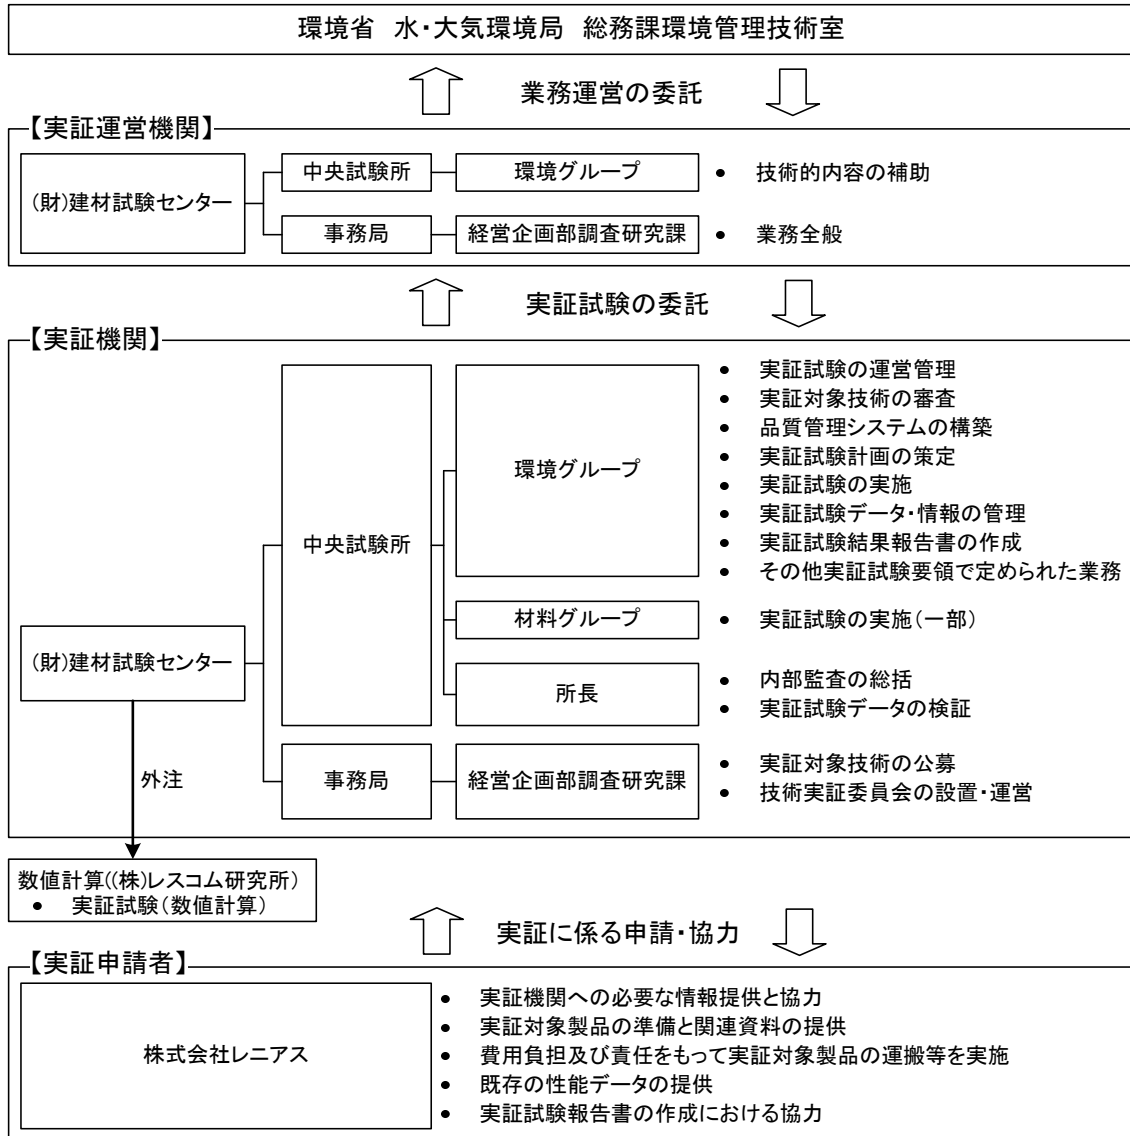 環境省 水・大気環境局 総務課環境管理技術室
業務運営の委託
【実証運営機関】
(財)建材試験センター
中央試験所
環境グループ
• 技術的内容の補助
事務局
経営企画部調査研究課
• 業務全般
実証試験の委託
【実証機関】
(財)建材試験センター
中央試験所
環境グループ
• 実証試験の運営管理
• 実証対象技術の審査
• 品質管理システムの構築
• 実証試験計画の策定
• 実証試験の実施
• 実証試験データ・情報の管理
• 実証試験結果報告書の作成
• その他実証試験要領で定められた業務
材料グループ
• 実証試験の実施(一部)
所長
• 内部監査の総括
• 実証試験データの検証
事務局
経営企画部調査研究課
• 実証対象技術の公募
• 技術実証委員会の設置・運営
外注
数値計算((株)レスコム研究所)
• 実証試験(数値計算)
実証に係る申請・協力
【実証申請者】
株式会社レニアス
• 実証機関への必要な情報提供と協力
• 実証対象製品の準備と関連資料の提供
• 費用負担及び責任をもって実証対象製品の運搬等を実施
• 既存の性能データの提供
• 実証試験報告書の作成における協力